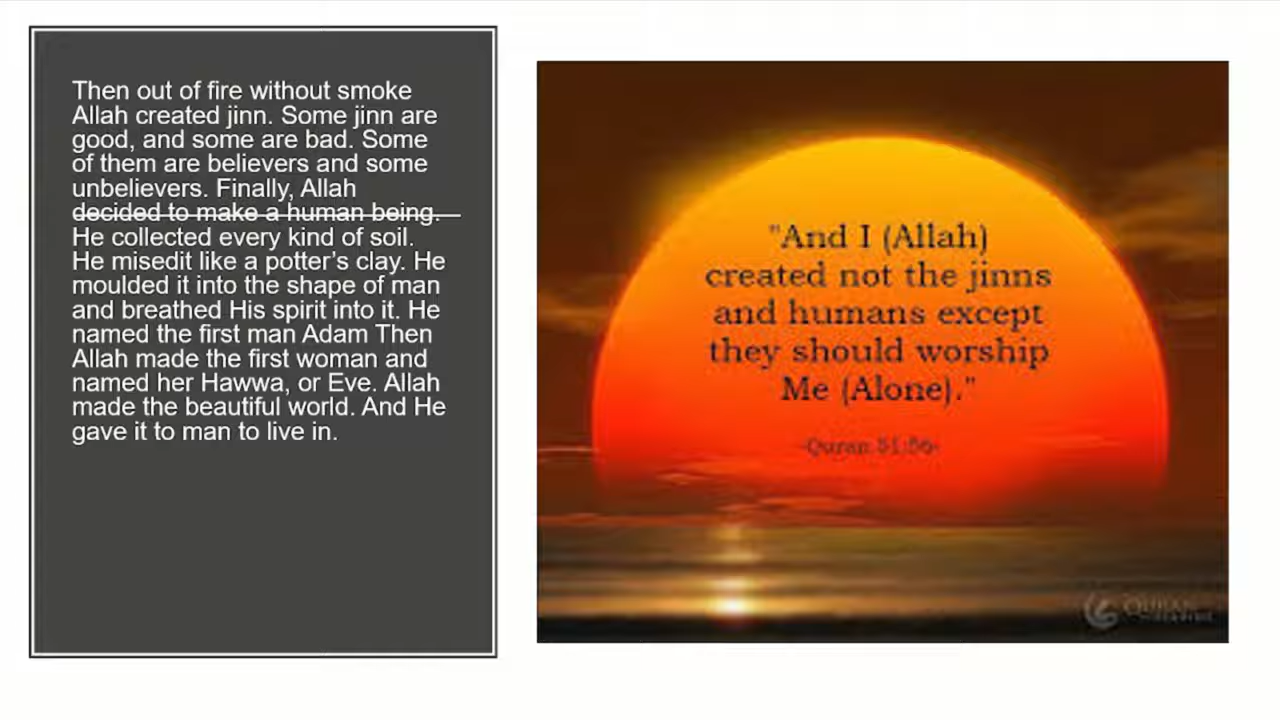 Then out of fire without smoke
Allah created jinn. Some jinn are
good, and some are bad. Some
of them are believers and some
unbelievers. Finally, Allah
decided to make a human being.
He collected every kind of soil.
He misedit like a potter’s clay. He
moulded it into the shape of man
and breathed His spirit into it. He
named the first man Adam Then
Allah made the first woman and
named her Hawwa, or Eve. Allah
made the beautiful world. And He
gave it to man to live in.
"And I (Allah)
created not the jinns
and humans except
they should worship
Me (Alone)."
-Quran 51:56-